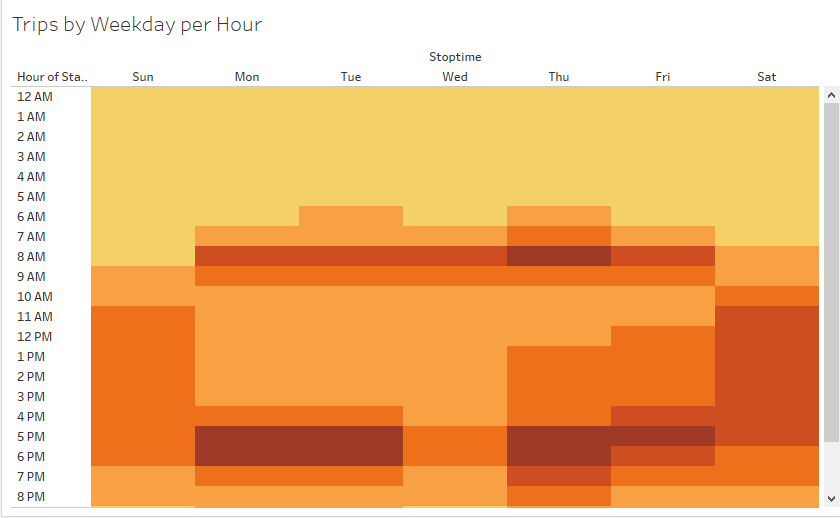 Trips by Weekday per Hour
Stoptime
Hour of Sta.. Sun Mon Tue Wed Thu Fri Sat
12 AM
1 AM
2 AM
3 AM
4 AM
5 AM
6 AM
7 AM
8 AM
9 AM
10 AM
11 AM
12 PM
1 PM
2 PM
3 PM
4 PM
5 PM
6 PM
7 PM
8 PM